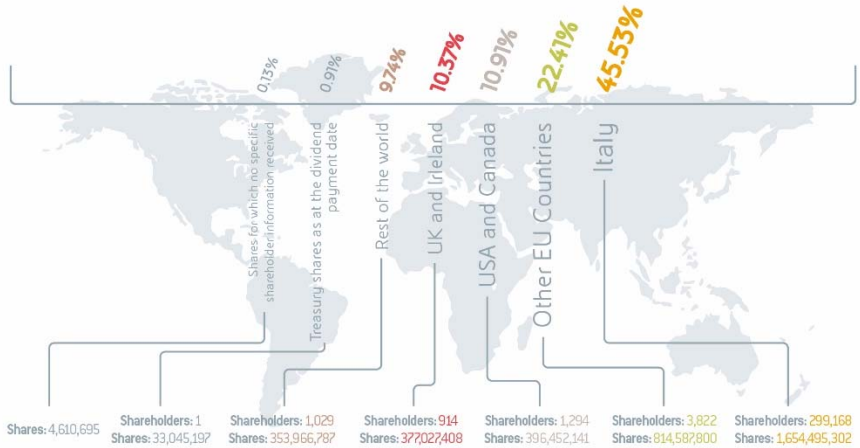 0.13%
0.91%
9.74%
10.37%
10.91%
22.41%
45.53%
Shares for which no specific
shareholder information received
Treasury shares as at the dividend
payment date
Rest of the world
UK and Irleland
USA and Canada
Other EU Countries
Italy
Shares: 4,610,695
Shareholders: 1
Shares: 33,045,197
Shareholders: 1,029
Shares: 353,966,787
Shareholders: 914
Shares: 377,027,408
Shareholders: 1,294
Shares: 396,452,141
Shareholders: 3,822
Shares: 814,587,800
Shareholders: 299,168
Shares: 1,654,495,302